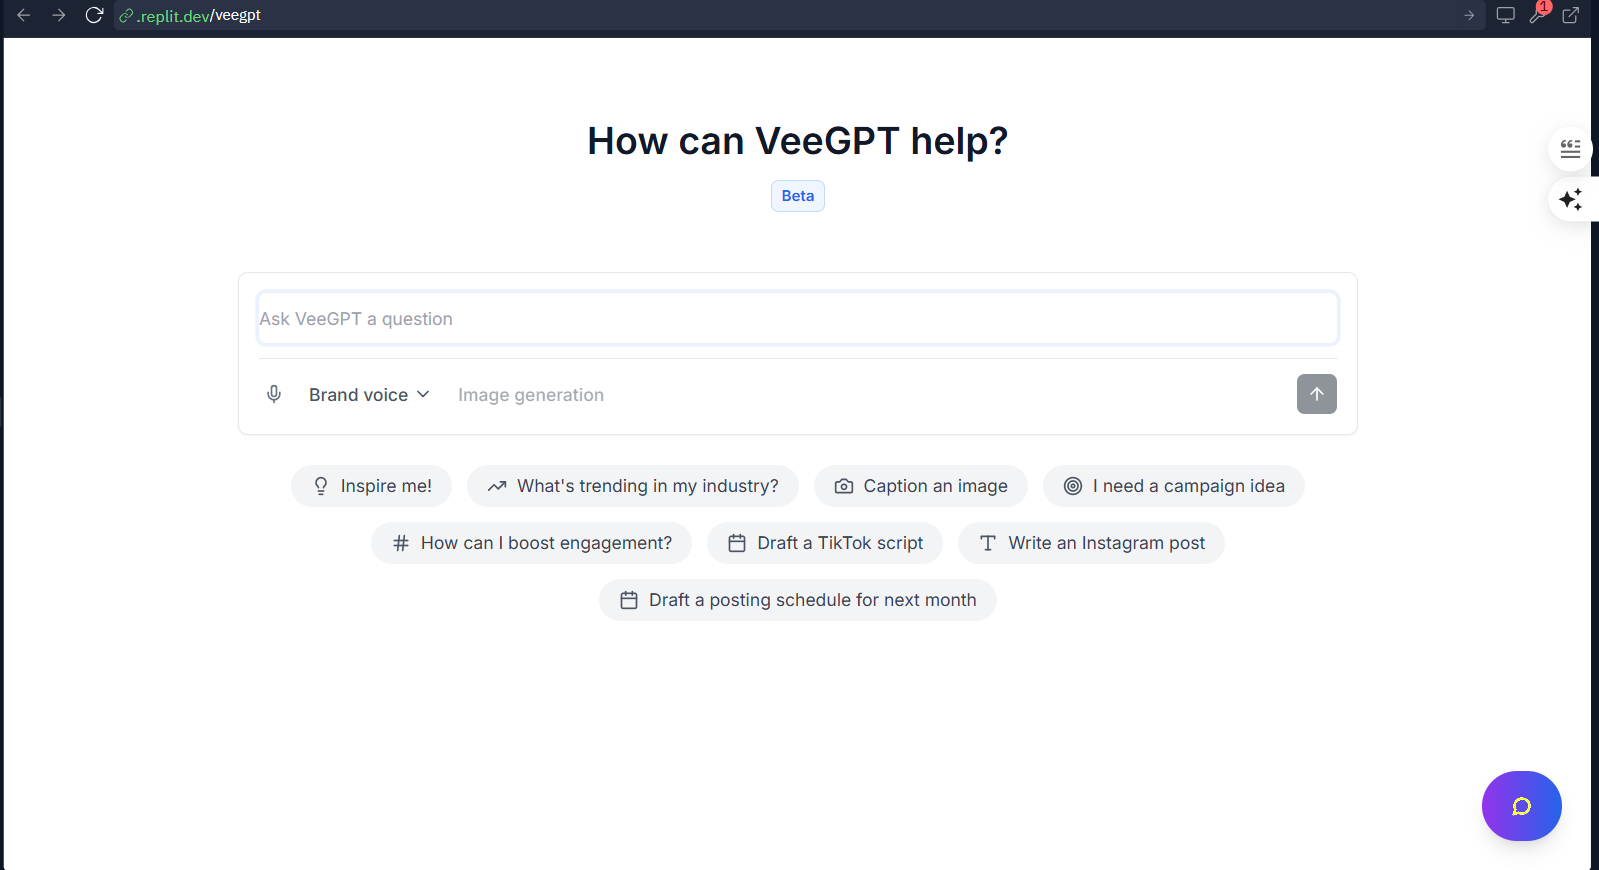 .replit.dev/veegpt
1
How can VeeGPT help?
Beta
Ask VeeGPT a question
Brand voice
Image generation
Inspire me!
What's trending in my industry?
Caption an image
I need a campaign idea
How can I boost engagement?
Draft a TikTok script
Write an Instagram post
Draft a posting schedule for next month